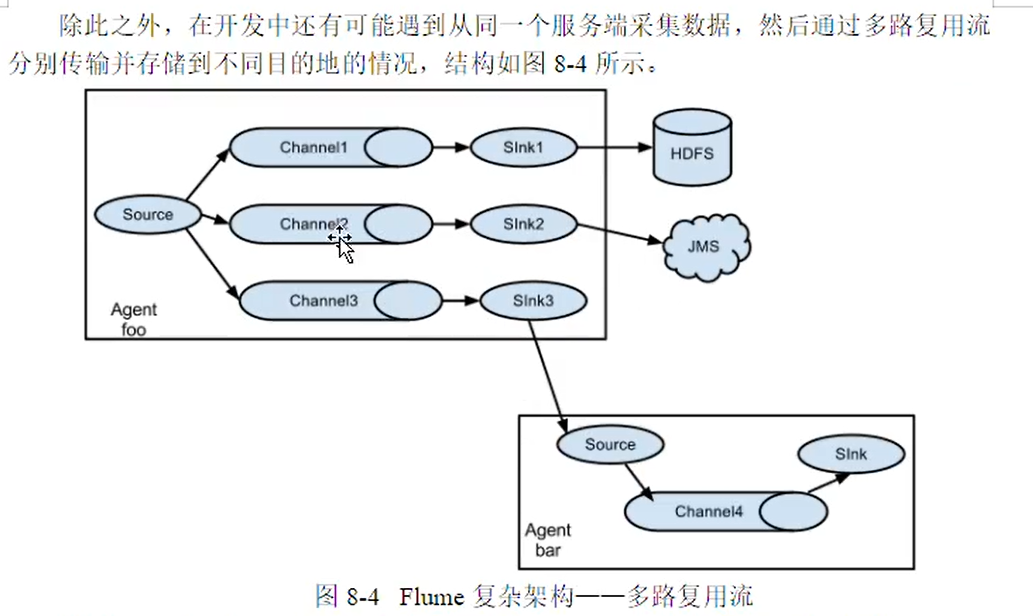 除此之外，在开发中还有可能遇到从同一个服务端采集数据，然后通过多路复用流
分别传输并存储到不同目的地的情况，结构如图 8-4 所示。
Channel1
SInk1
HDFS
Source
Channel2
SInk2
JMS
Channel3
SInk3
Agent
foo
Source
SInk
Channel4
Agent
bar
图 8-4 Flume 复杂架构——多路复用流